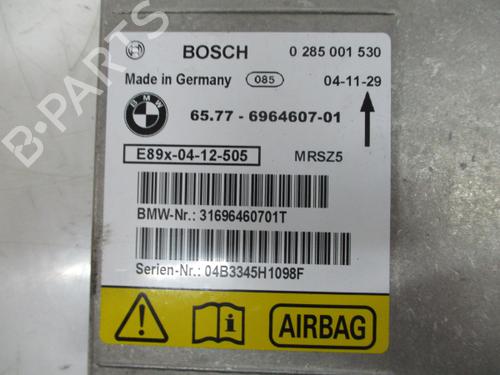 BOSCH 0 285 001 530
Made in Germany 085 04-11-29
BMW
65.77 - 6964607-01
E89x-04-12-505 MRSZ5
BMW-Nr.: 31696460701T
Serien-Nr.: 04B3345H1098F
AIRBAG
B-PARTS